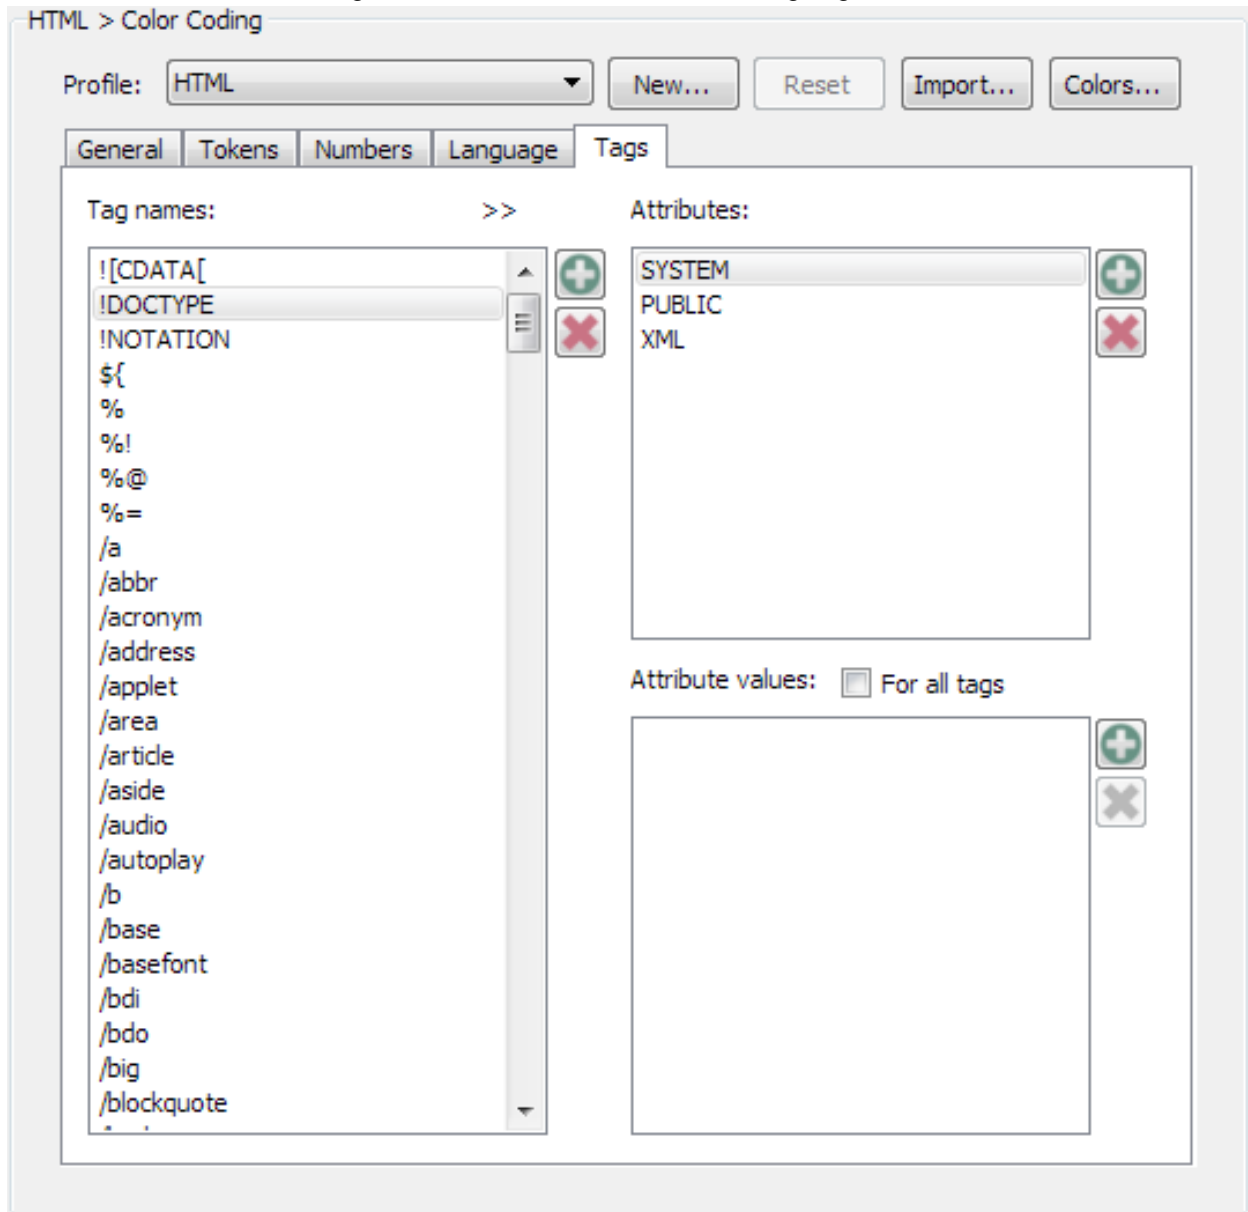 HTML > Color Coding
Profile: HTML New... Reset Import... Colors...
General Tokens Numbers Language Tags
Tag names: >> Attributes:
![CDATA[ SYSTEM
!DOCTYPE PUBLIC
!NOTATION XML
${
%
%!
%@
%=
/a
/abbr
/acronym
/address
/applet
Attribute values: For all tags
/area
/article
/aside
/audio
/autoplay
/b
/base
/basefont
/bdi
/bdo
/big
/blockquote